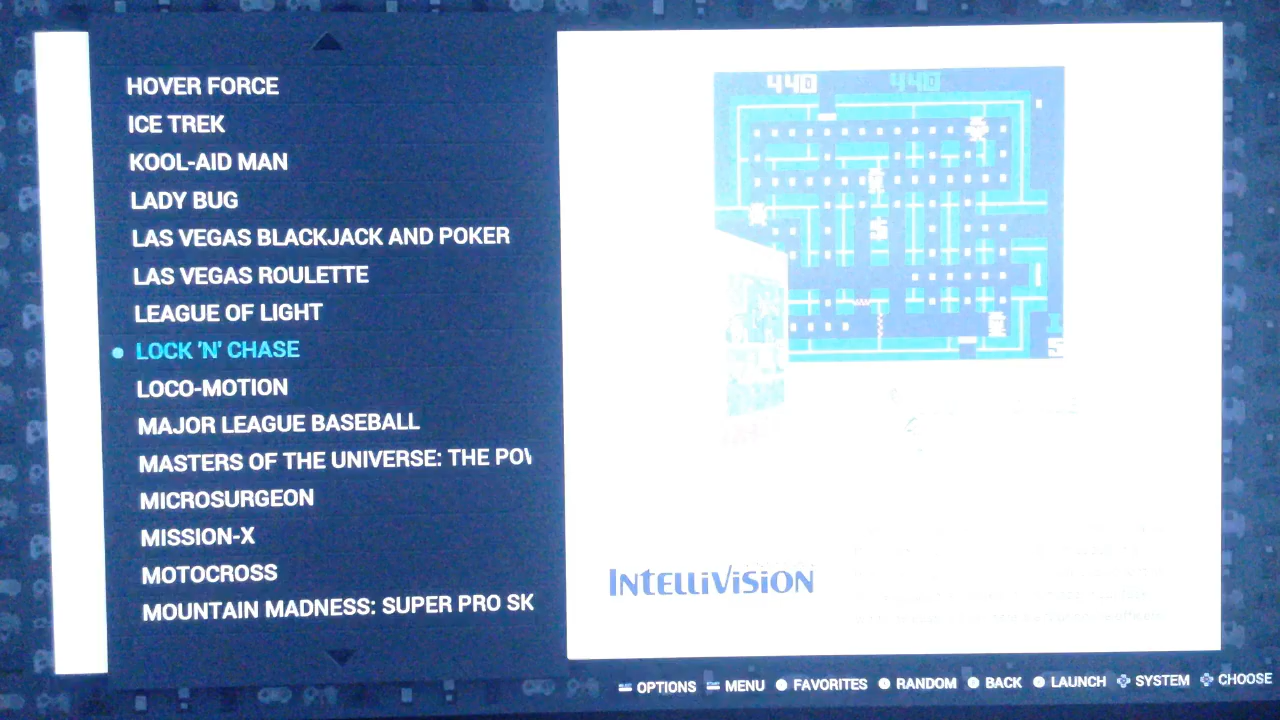 HOVER FORCE
ICE TREK
KOOL-AID MAN
LADY BUG
LAS VEGAS BLACKJACK AND POKER
LAS VEGAS ROULETTE
LEAGUE OF LIGHT
LOCK 'N' CHASE
LOCO-MOTION
MAJOR LEAGUE BASEBALL
MASTERS OF THE UNIVERSE: THE POW
MICROSURGEON
MISSION-X
MOTOCROSS
MOUNTAIN MADNESS: SUPER PRO SK
440 440
$
INTELLIVISION
OPTIONS MENU FAVORITES RANDOM BACK LAUNCH SYSTEM CHOOSE